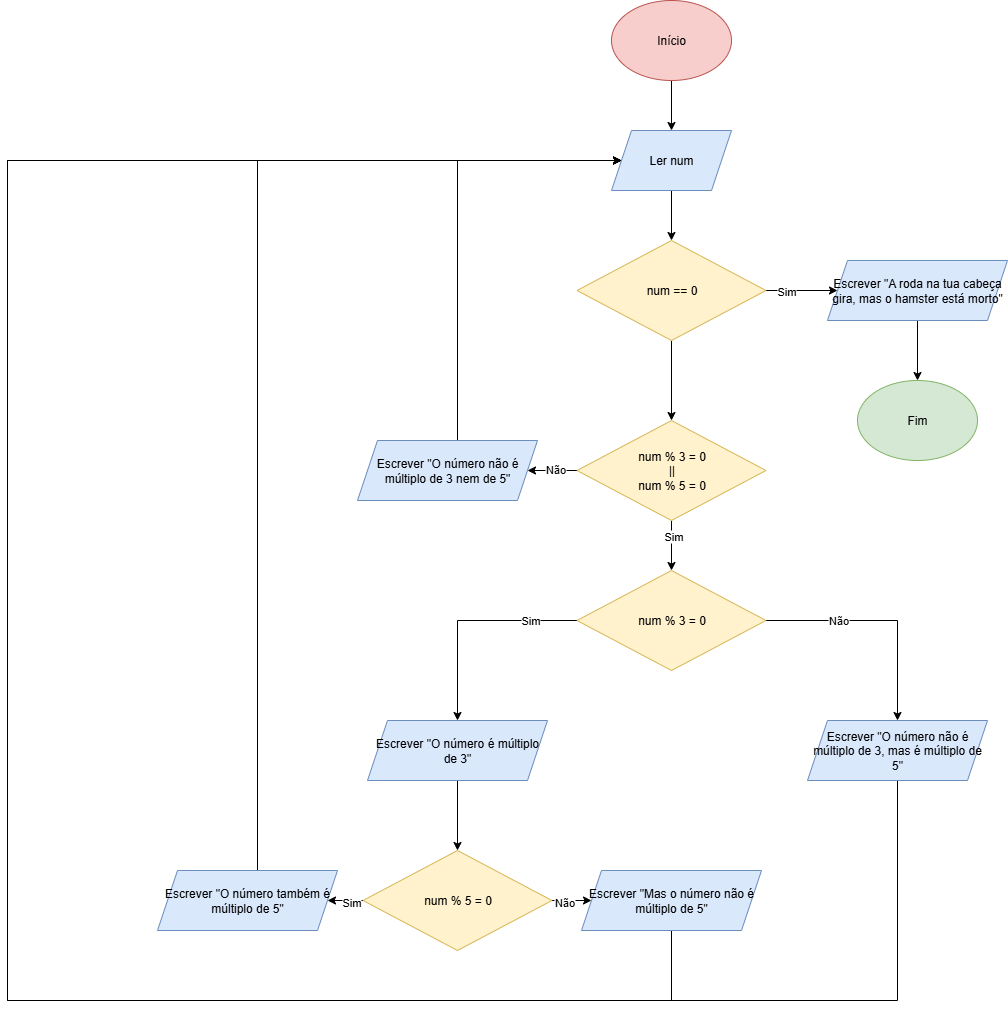 Início
Ler num
num == 0
Sim
Escrever "A roda na tua cabeça
gira, mas o hamster está morto"
Fim
num % 3 = 0
||
num % 5 = 0
Não
Escrever "O número não é
múltiplo de 3 nem de 5"
Sim
num % 3 = 0
Sim
Não
Escrever "O número é múltiplo
de 3"
Escrever "O número não é
múltiplo de 3, mas é múltiplo de
5"
num % 5 = 0
Sim
Escrever "O número também é
múltiplo de 5"
Não
Escrever "Mas o número não é
múltiplo de 5"